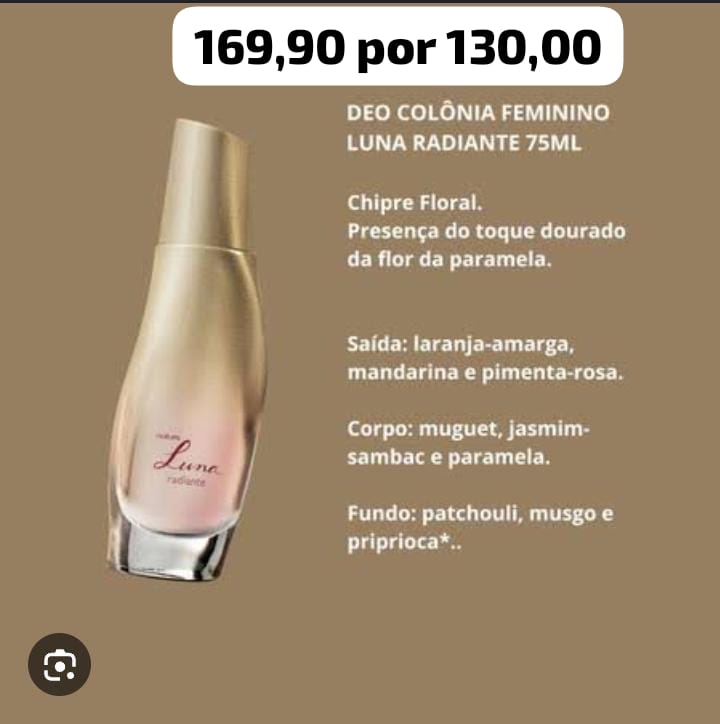 169,90 por 130,00
DEO COLÔNIA FEMININO
LUNA RADIANTE 75ML
Chipre Floral.
Presença do toque dourado
da flor da paramela.
Saída: laranja-amarga,
mandarina e pimenta-rosa.
Corpo: muguet, jasmim-
sambac e paramela.
Fundo: patchouli, musgo e
priprioca*..
natura
Luna
radiante